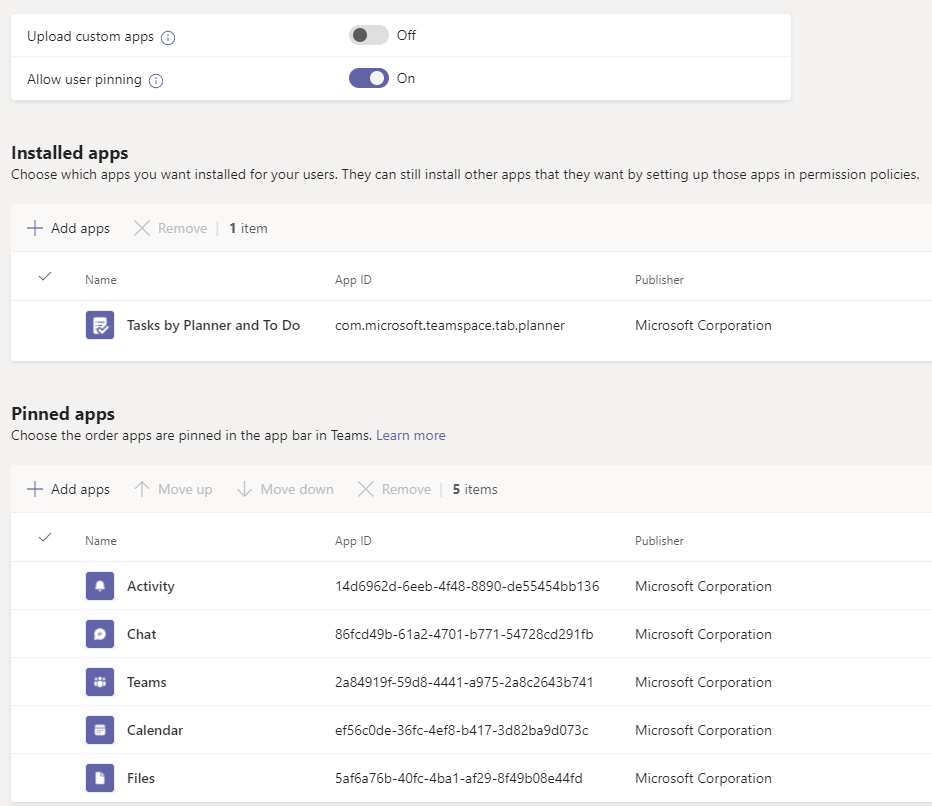 Upload custom apps Off
Allow user pinning On
Installed apps
Choose which apps you want installed for your users. They can still install other apps that they want by setting up those apps in permission policies.
Add apps Remove | 1 item
Name App ID Publisher
Tasks by Planner and To Do com.microsoft.teamspace.tab.planner Microsoft Corporation
Pinned apps
Choose the order apps are pinned in the app bar in Teams. Learn more
Add apps Move up Move down Remove | 5 items
Name App ID Publisher
Activity 14d6962d-6eeb-4f48-8890-de55454bb136 Microsoft Corporation
Chat 86fcd49b-61a2-4701-b771-54728cd291fb Microsoft Corporation
Teams 2a84919f-59d8-4441-a975-2a8c2643b741 Microsoft Corporation
Calendar ef56c0de-36fc-4ef8-b417-3d82ba9d073c Microsoft Corporation
Files 5af6a76b-40fc-4ba1-af29-8f49b08e44fd Microsoft Corporation